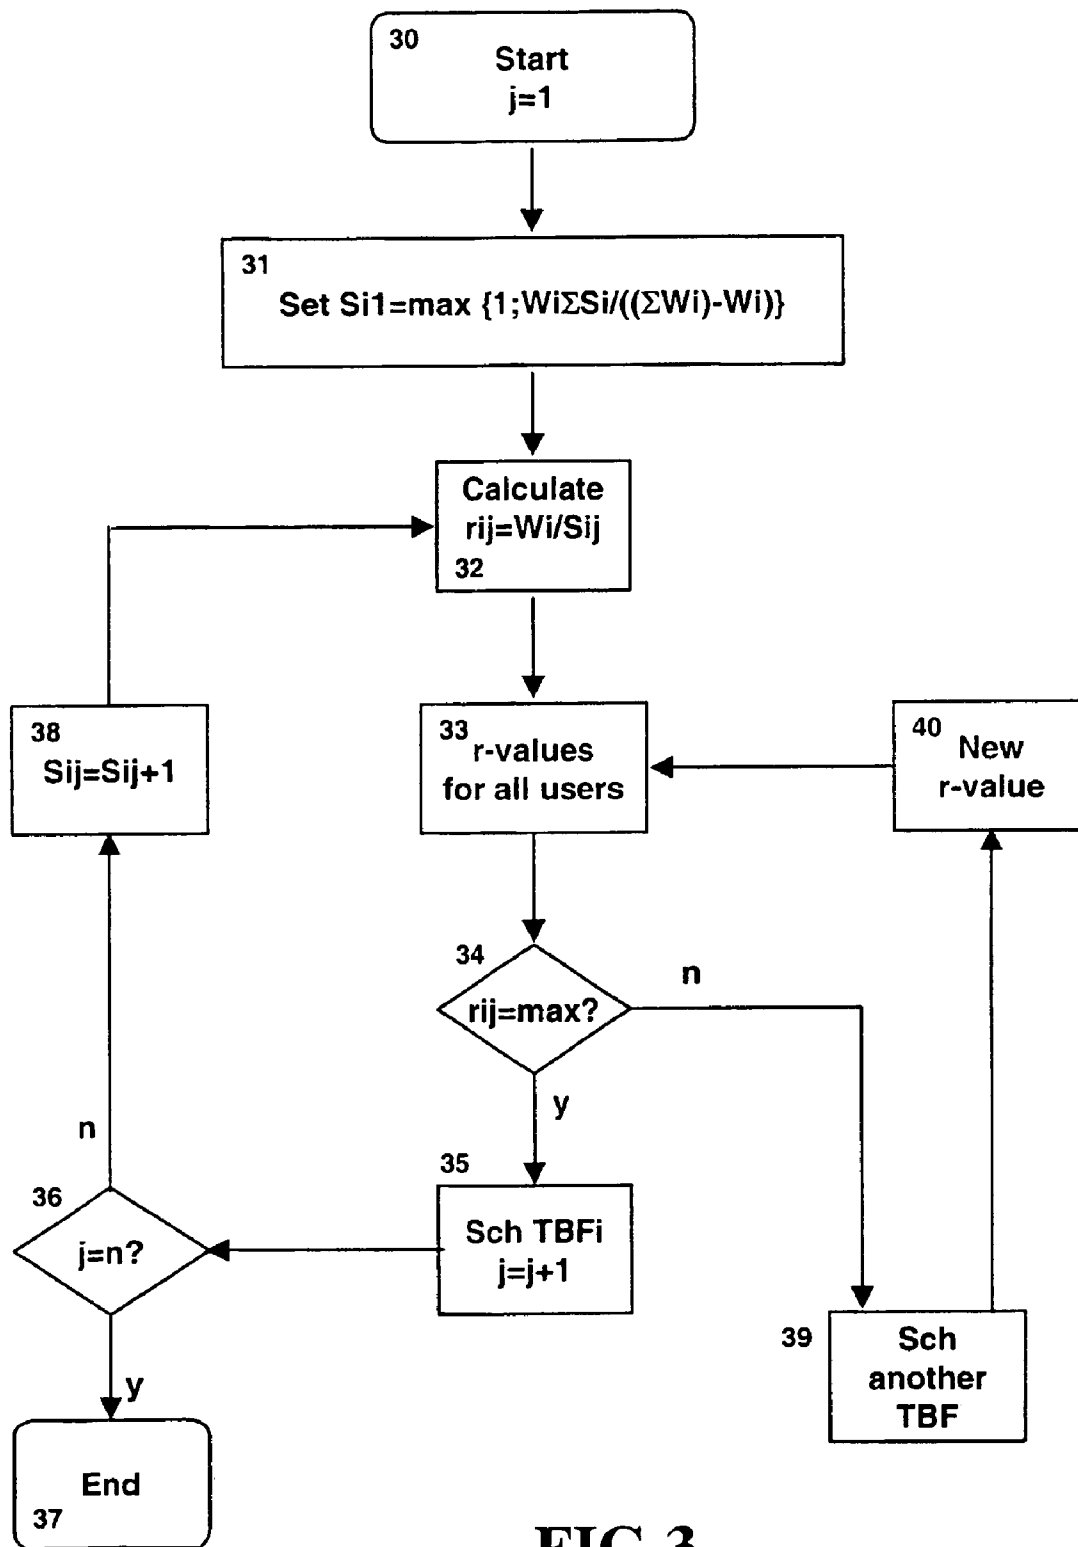 30
Start
j=1
31
Set Si1=max {1;WiΣSi/((ΣWi)-Wi)}
Calculate
rij=Wi/Sij
32
33
r-values
for all users
40
New
r-value
38
Sij=Sij+1
34
rij=max?
n
y
n
35
Sch TBFi
j=j+1
36
j=n?
39
Sch
another
TBF
y
End
37
FIG 3